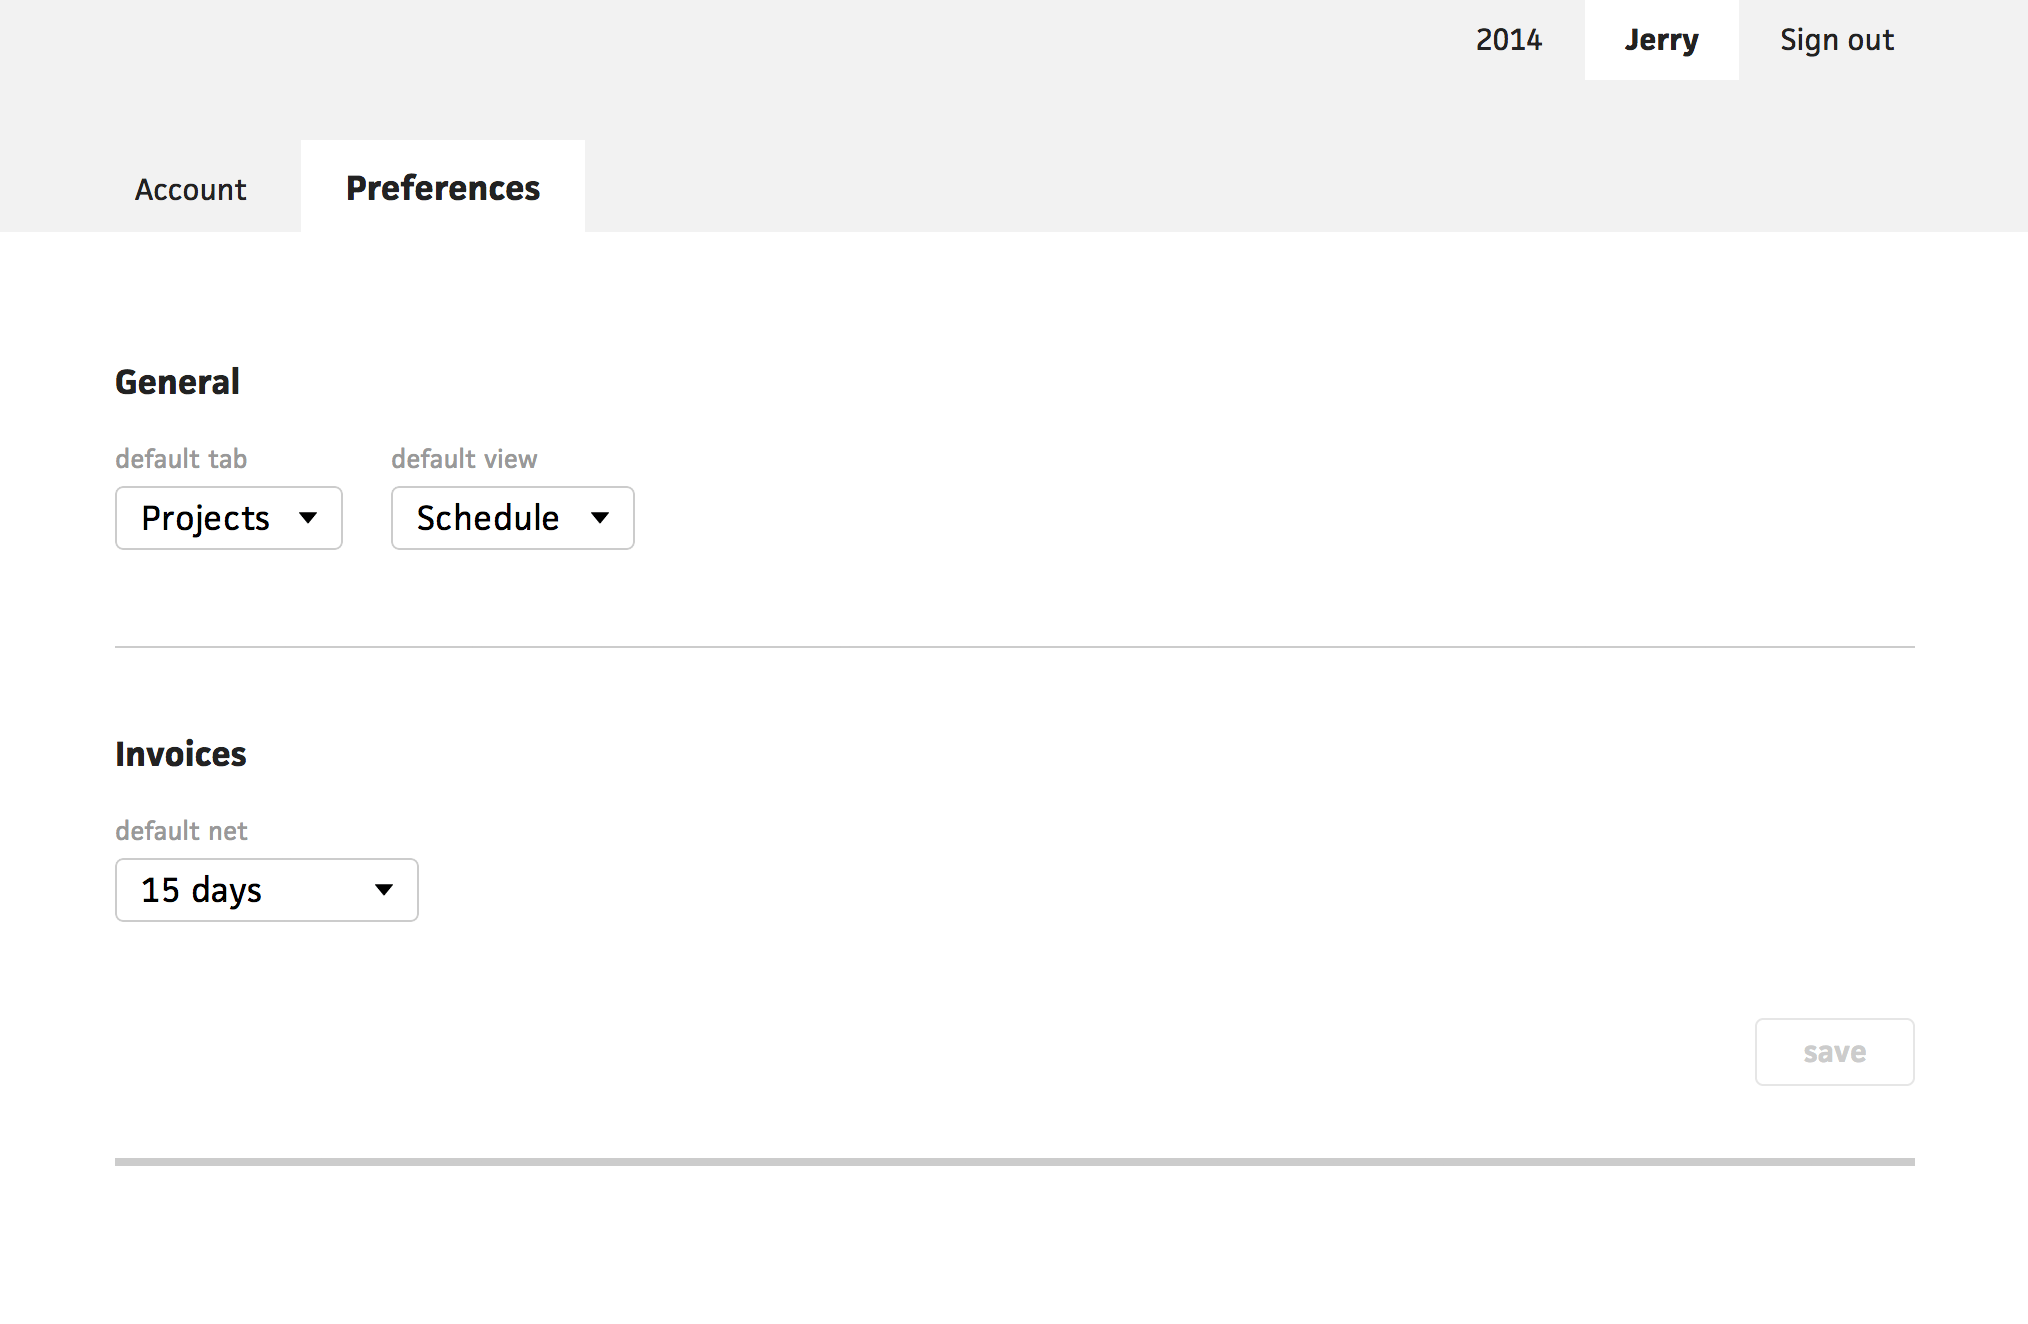 2014 Jerry Sign out
Account Preferences
General
default tab default view
Projects Schedule
Invoices
default net
15 days
save